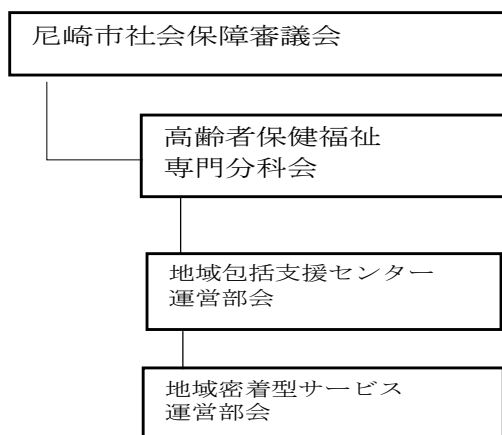 尼崎市社会保障審議会
高齢者保健福祉
専門分科会
地域包括支援センター
運営部会
地域密着型サービス
運営部会